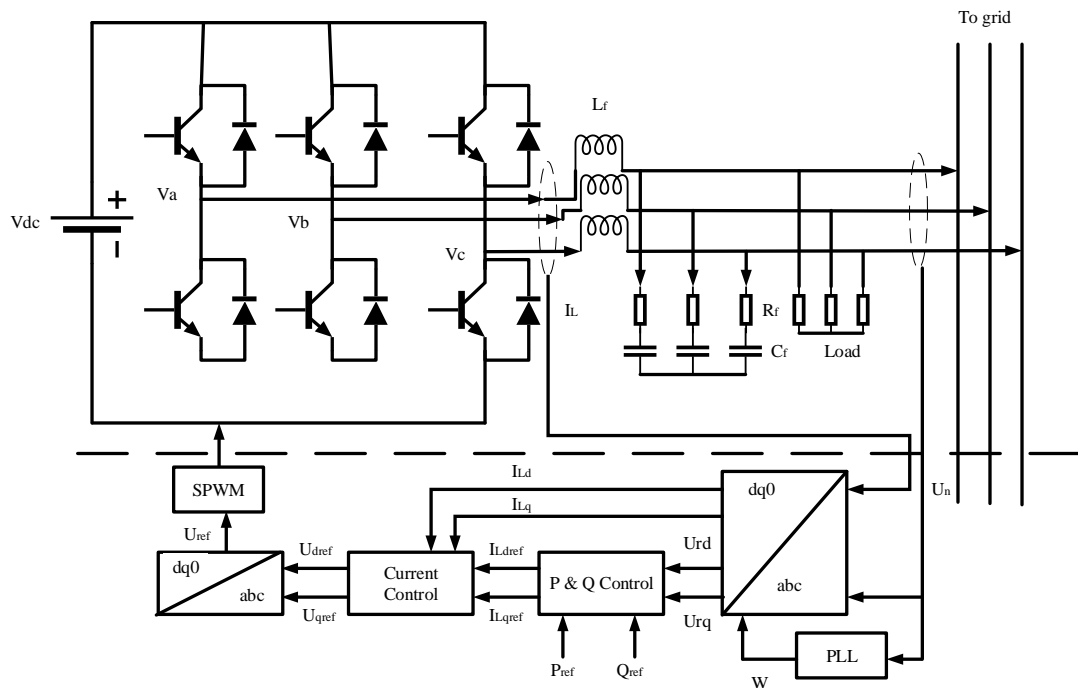 To grid
Lf
Va
Vdc
+
Vb
Vc
IL
Rf
Cf
Load
ILd
Un
SPWM
dq0
ILq
Uref
Urd
Udref
ILdref
dq0
Current
Control
P & Q Control
abc
abc
Uqref
ILqref
Urq
Pref
Qref
PLL
W